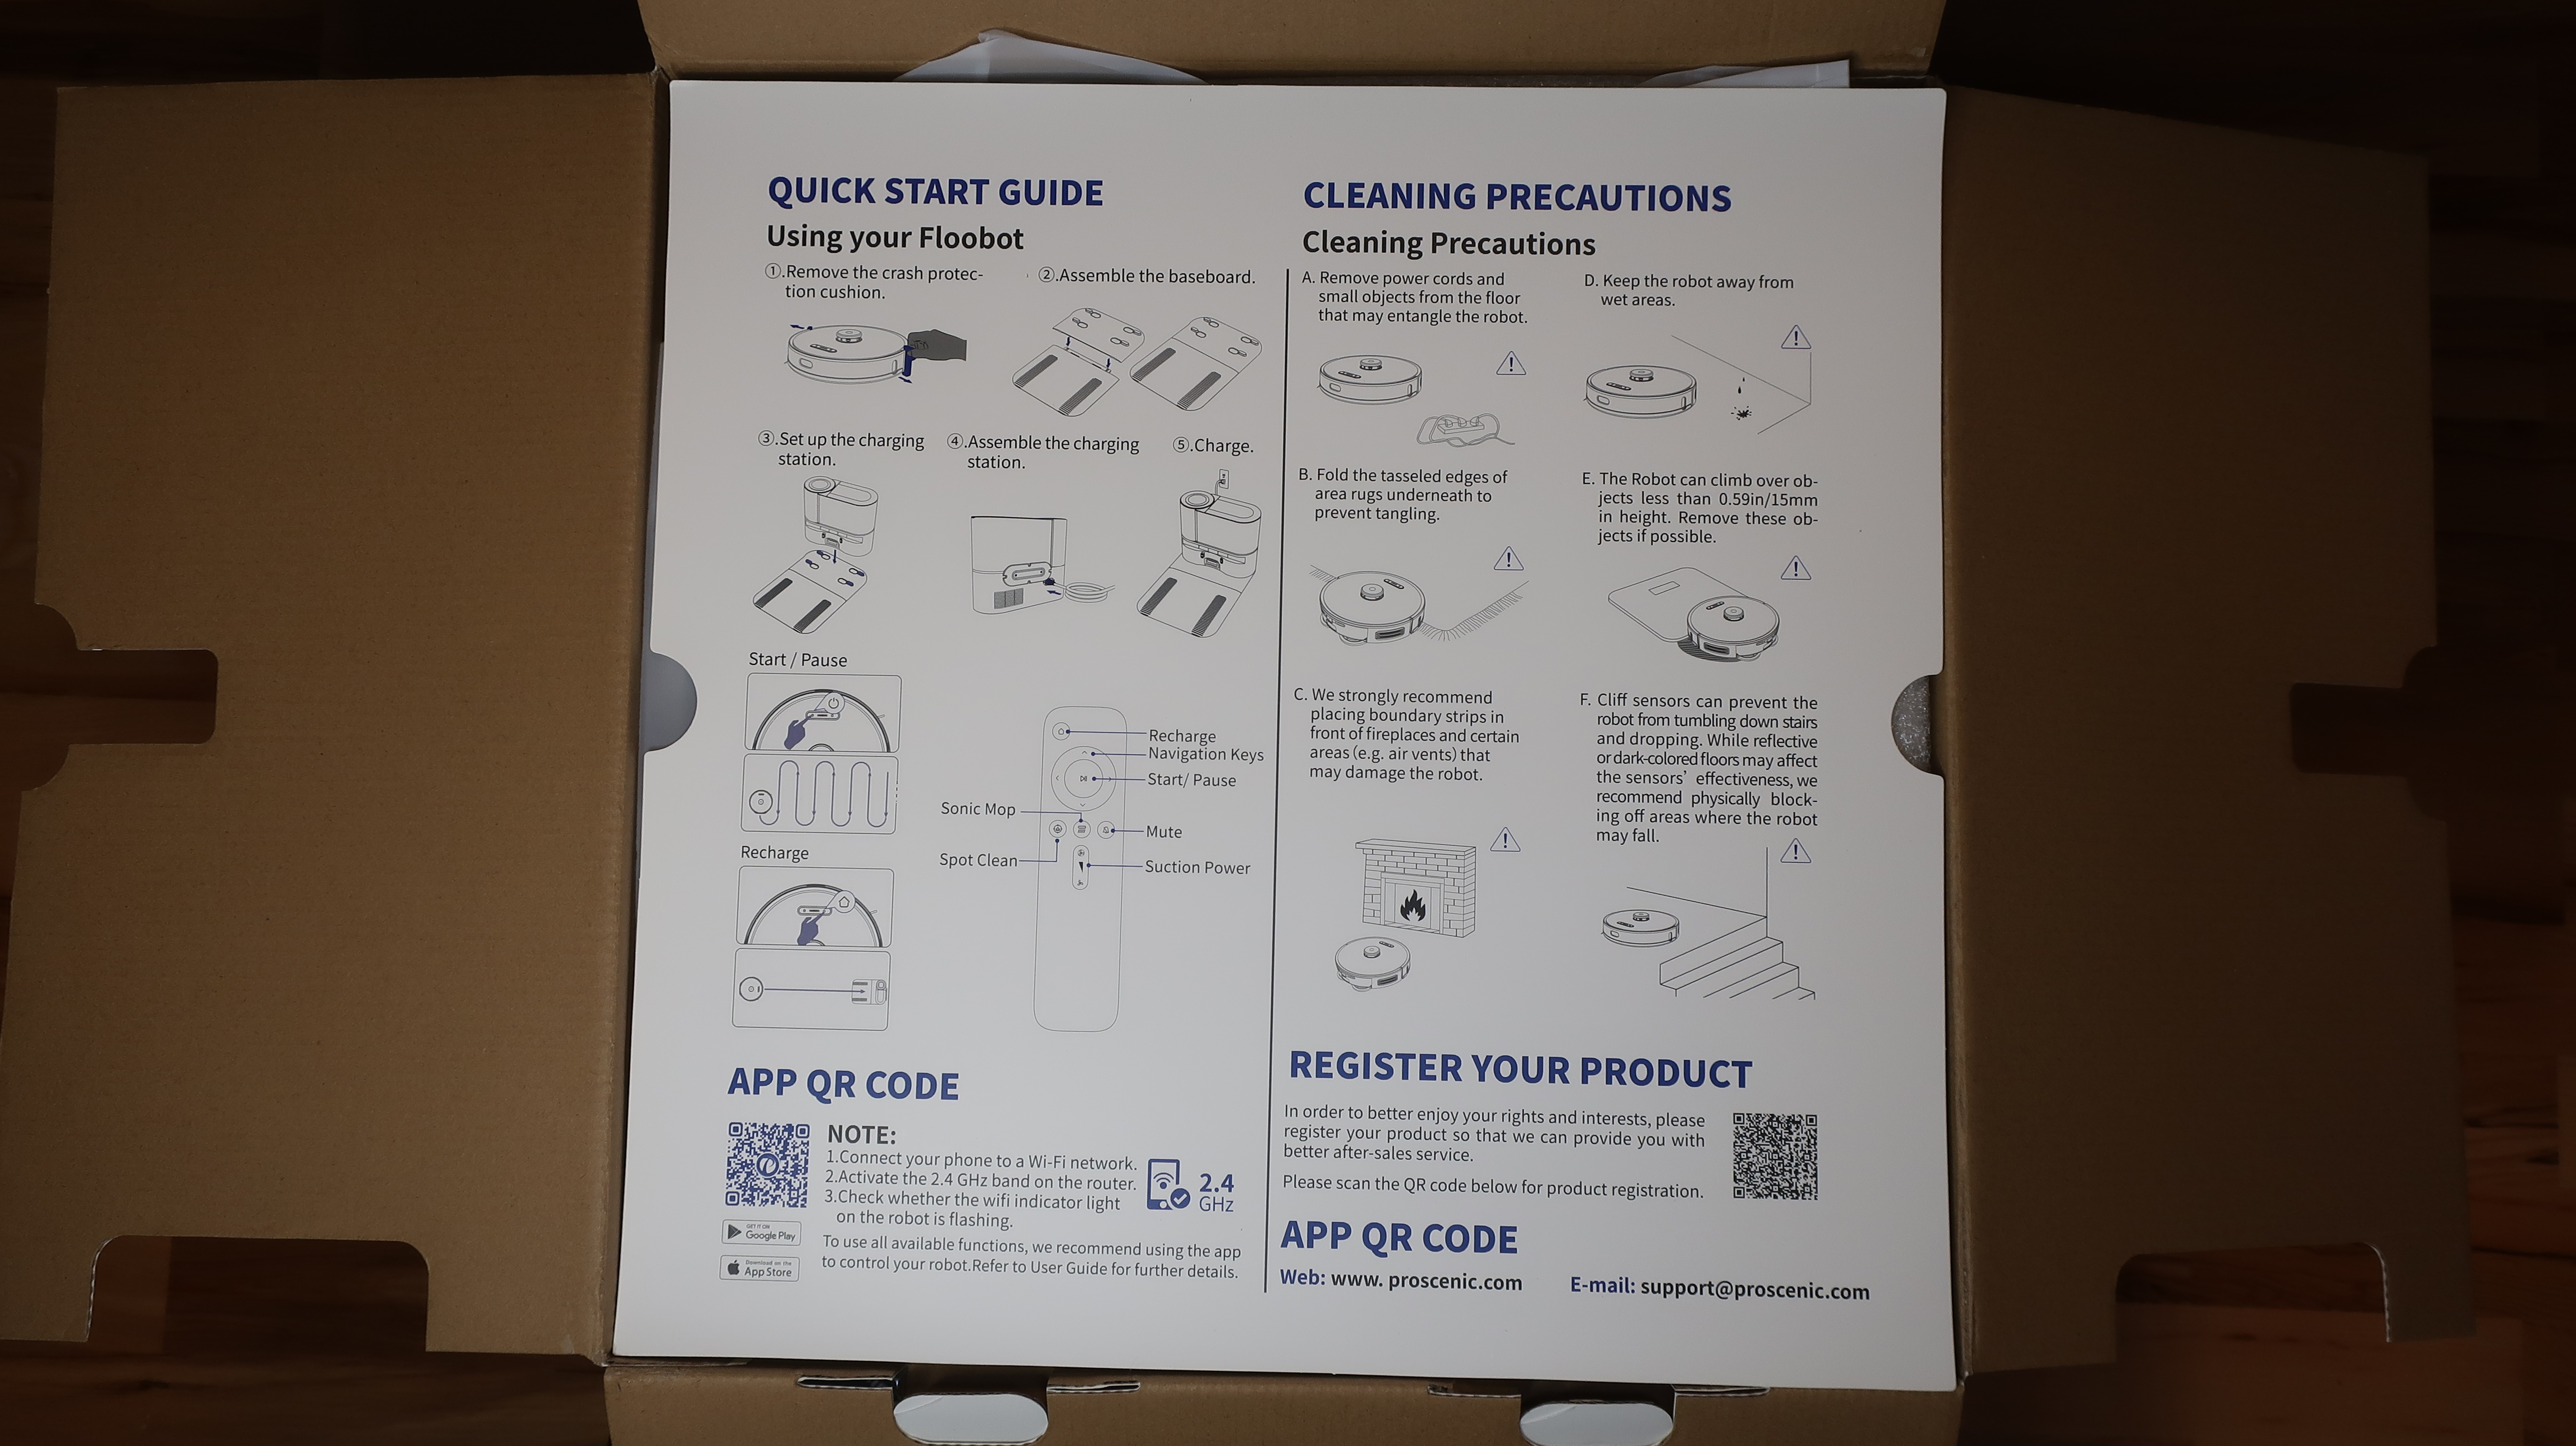 QUICK START GUIDE
Using your Floobot
①.Remove the crash protec-
tion cushion.
②.Assemble the baseboard.
③.Set up the charging
station.
④.Assemble the charging
station.
⑤.Charge.
Start / Pause
Recharge
Recharge
Navigation Keys
Start/ Pause
Sonic Mop
Mute
Spot Clean
Suction Power
APP QR CODE
NOTE:
1.Connect your phone to a Wi-Fi network.
2.Activate the 2.4 GHz band on the router.
3.Check whether the wifi indicator light
on the robot is flashing.
2.4
GHz
GET IT ON
Google Play
Download on the
App Store
To use all available functions, we recommend using the app
to control your robot.Refer to User Guide for further details.
CLEANING PRECAUTIONS
Cleaning Precautions
A. Remove power cords and
small objects from the floor
that may entangle the robot.
B. Fold the tasseled edges of
area rugs underneath to
prevent tangling.
C. We strongly recommend
placing boundary strips in
front of fireplaces and certain
areas (e.g. air vents) that
may damage the robot.
D. Keep the robot away from
wet areas.
E. The Robot can climb over ob-
jects less than 0.59in/15mm
in height. Remove these ob-
jects if possible.
F. Cliff sensors can prevent the
robot from tumbling down stairs
and dropping. While reflective
or dark-colored floors may affect
the sensors' effectiveness, we
recommend physically block-
ing off areas where the robot
may fall.
REGISTER YOUR PRODUCT
In order to better enjoy your rights and interests, please
register your product so that we can provide you with
better after-sales service.
Please scan the QR code below for product registration.
APP QR CODE
Web: www. proscenic.com
E-mail: support@proscenic.com